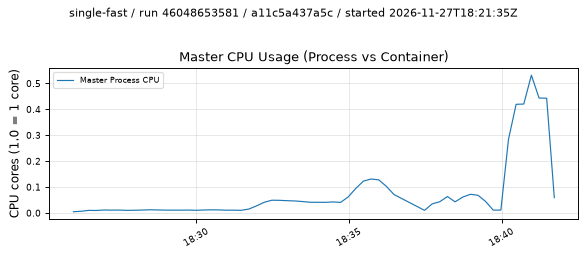 single-fast / run 46048653581 / a11c5a437a5c / started 2026-11-27T18:21:35Z
Master CPU Usage (Process vs Container)
Master Process CPU
CPU cores (1.0 = 1 core)
0.5
0.4
0.3
0.2
0.1
0.0
18:30
18:35
18:40